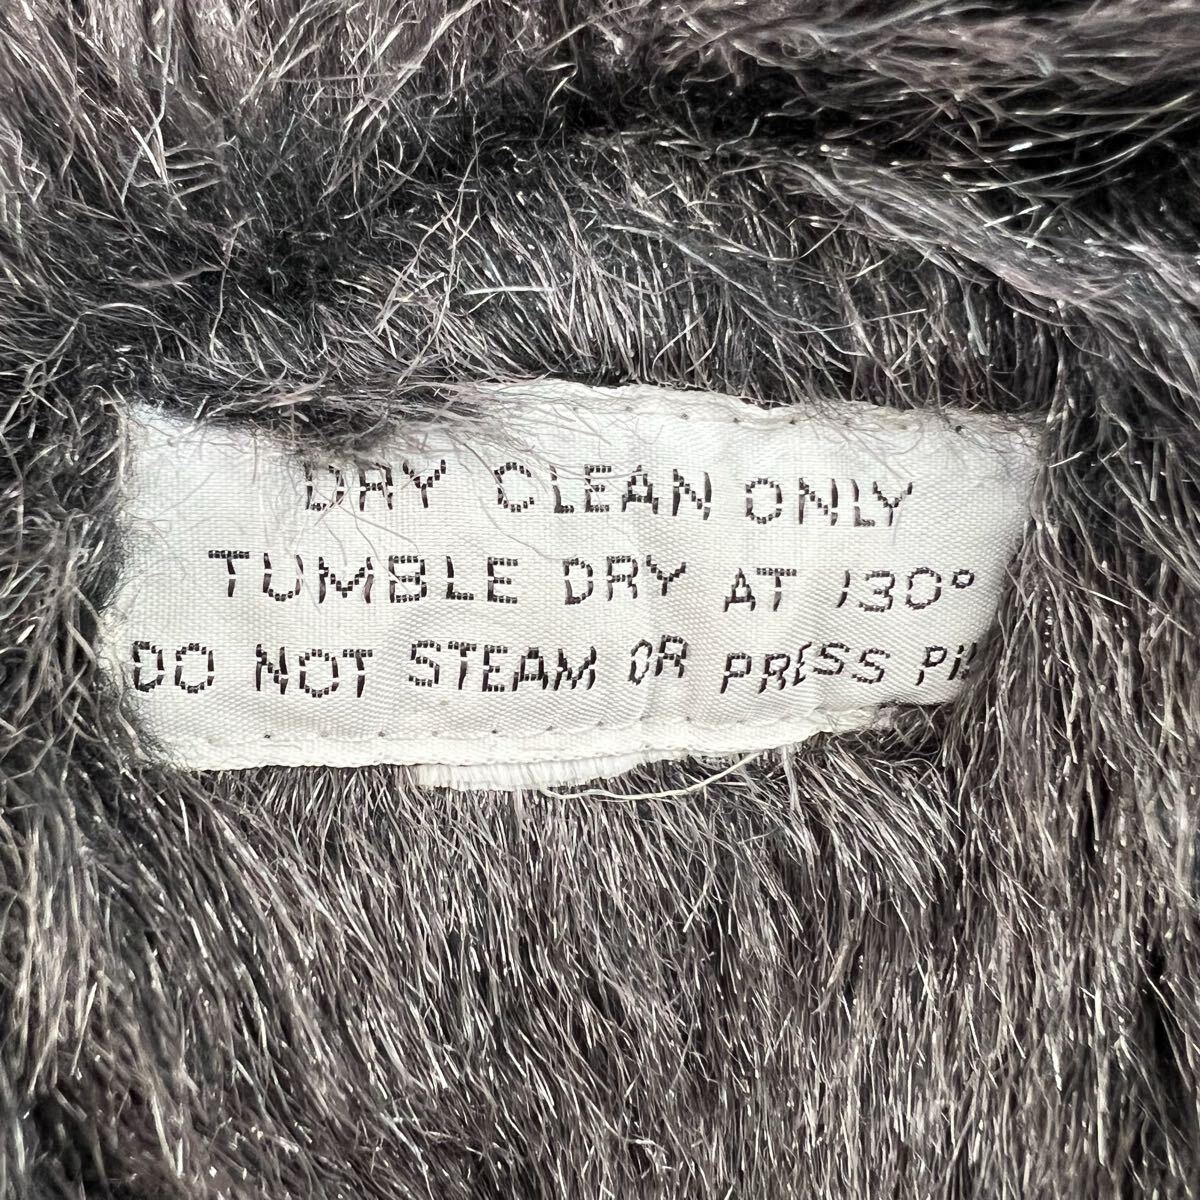 DRY CLEAN ONLY
TUMBLE DRY AT 130°
DO NOT STEAM OR PRESS